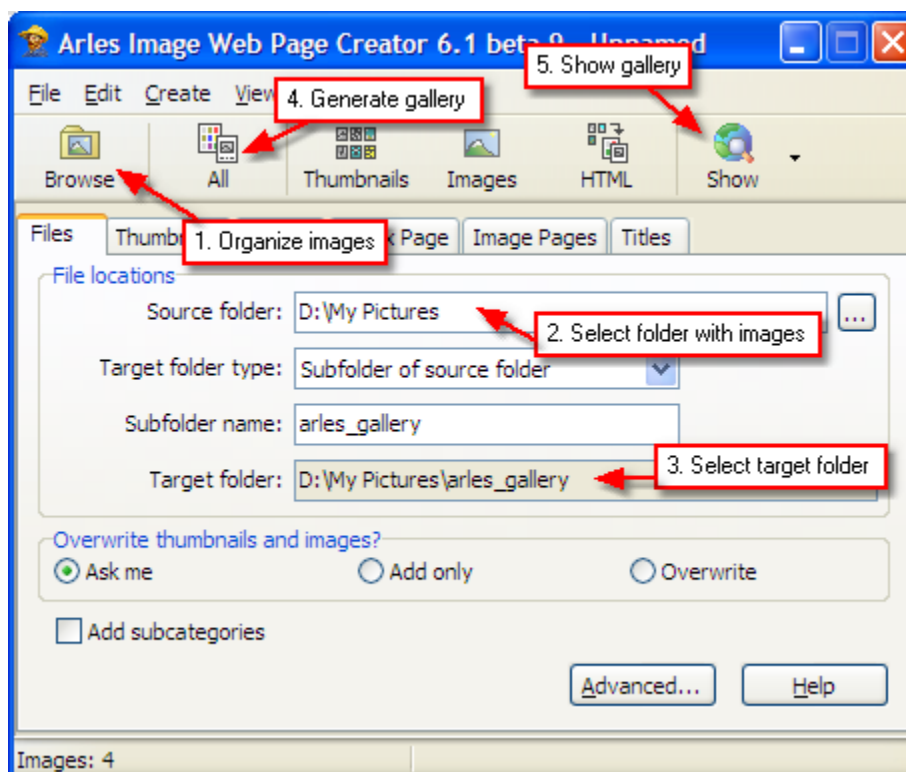 Arles Image Web Page Creator 6.1 beta 9 - Unnamed
5. Show gallery
File Edit Create View
4. Generate gallery
Browse All Thumbnails Images HTML Show
Files
1. Organize images
Page Image Pages Titles
File locations
Source folder: D:\My Pictures ...
2. Select folder with images
Target folder type: Subfolder of source folder
Subfolder name: arles_gallery
3. Select target folder
Target folder: D:\My Pictures\arles_gallery
Overwrite thumbnails and images?
Ask me Add only Overwrite
Add subcategories
Advanced... Help
Images: 4